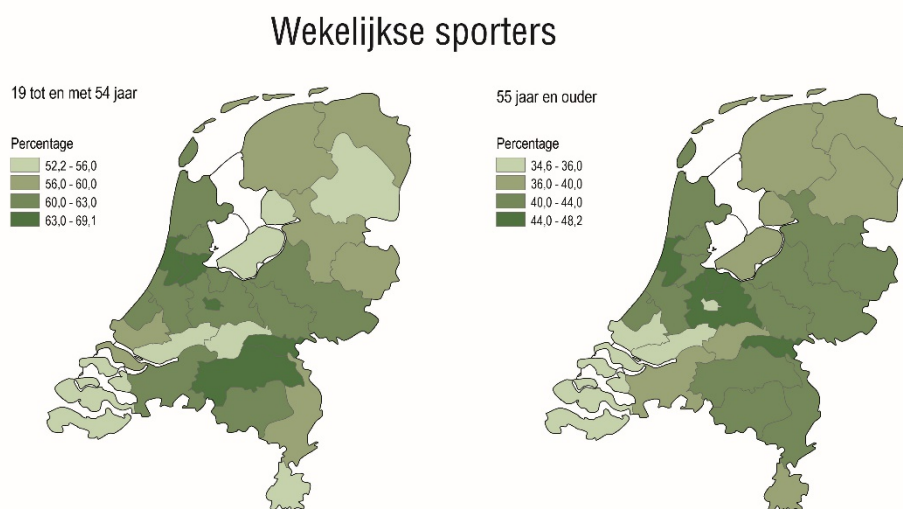 Wekelijkse sporters
19 tot en met 54 jaar
Percentage
52,2 - 56,0
56,0 - 60,0
60,0 - 63,0
63,0 - 69,1
55 jaar en ouder
Percentage
34,6 - 36,0
36,0 - 40,0
40,0 - 44,0
44,0 - 48,2